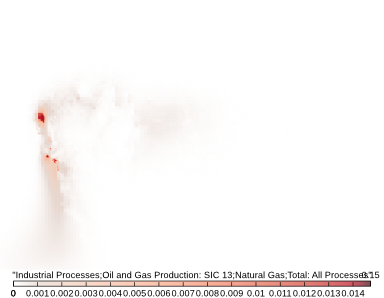 "Industrial Processes;Oil and Gas Production: SIC 13;Natural Gas;Total: All Processes"
0 0.001 0.002 0.003 0.004 0.005 0.006 0.007 0.008 0.009 0.01 0.011 0.012 0.013 0.014 0.15